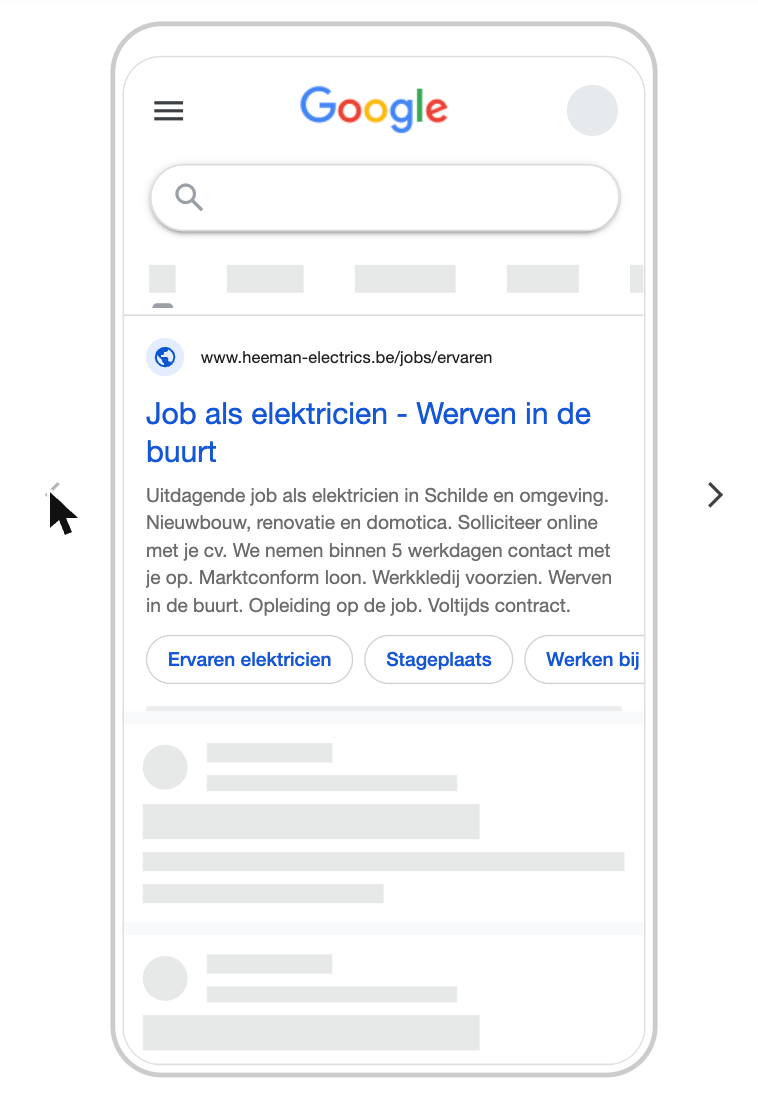 Google
www.heeman-electrics.be/jobs/ervaren
Job als elektricien - Werven in de
buurt
Uitdagende job als elektricien in Schilde en omgeving.
Nieuwbouw, renovatie en domotica. Solliciteer online
met je cv. We nemen binnen 5 werkdagen contact met
je op. Marktconform loon. Werkkledij voorzien. Werven
in de buurt. Opleiding op de job. Voltijds contract.
Ervaren elektricien Stageplaats Werken bij